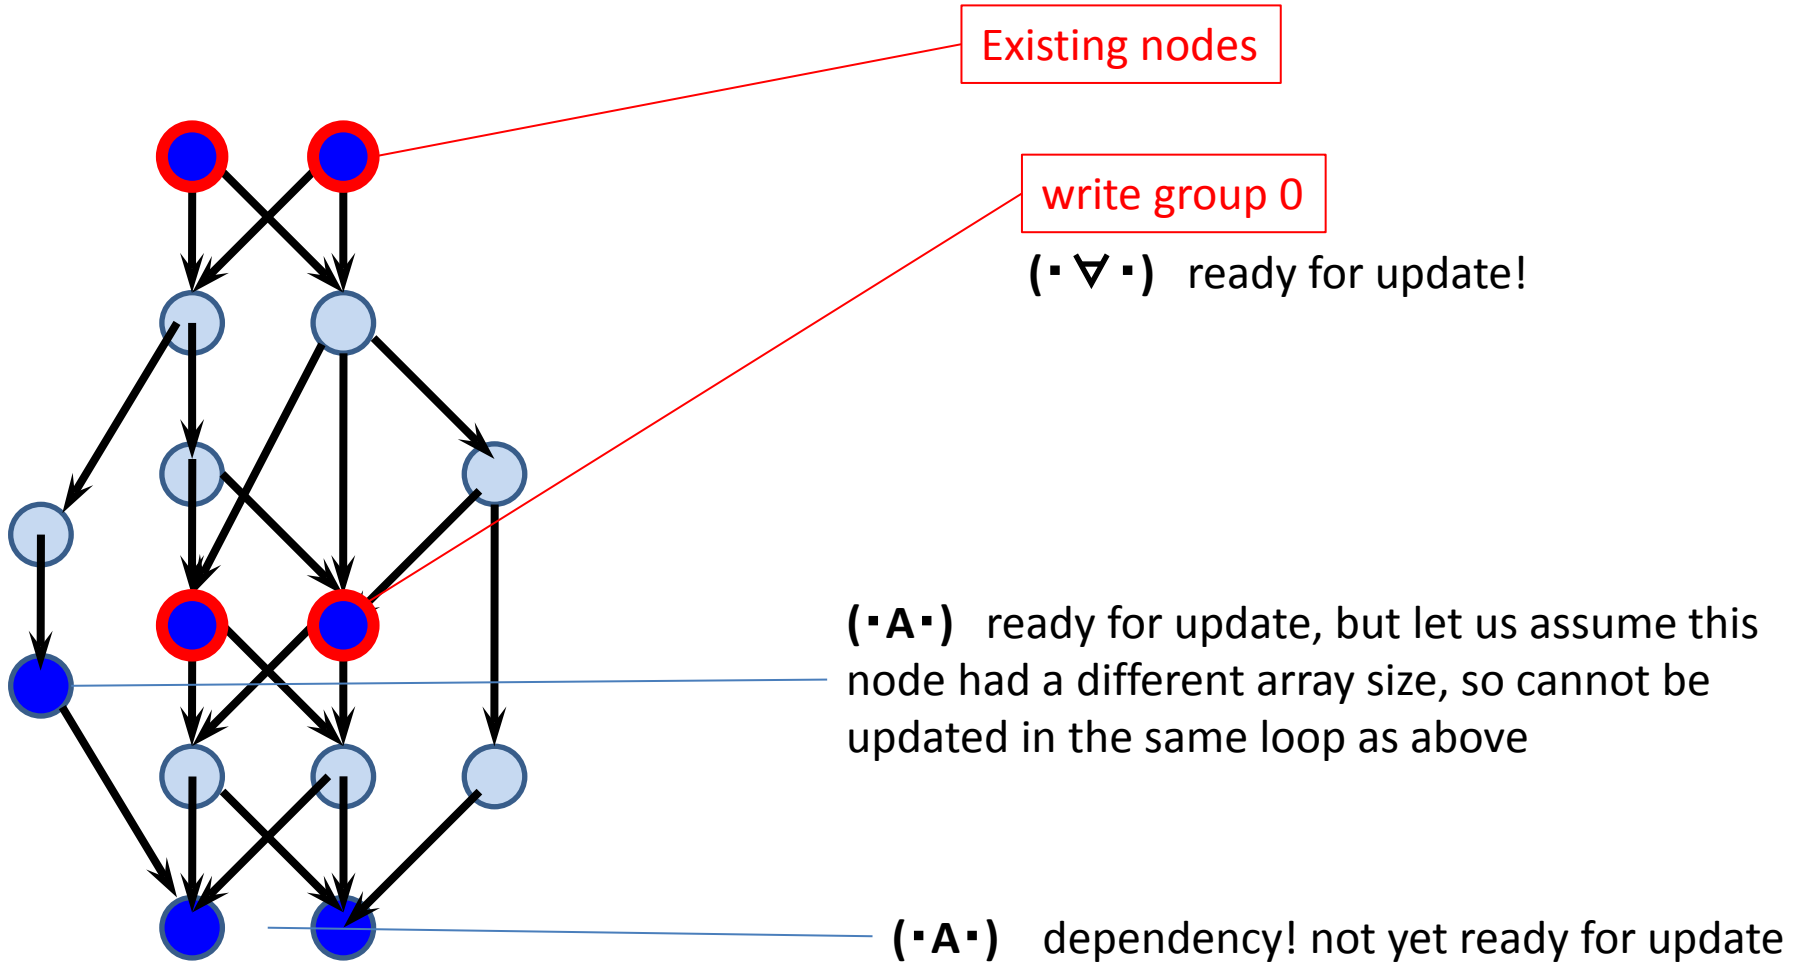 Existing nodes
write group 0
(･∀･) ready for update!
(･A･) ready for update, but let us assume this
node had a different array size, so cannot be
updated in the same loop as above
(･A･) dependency! not yet ready for update